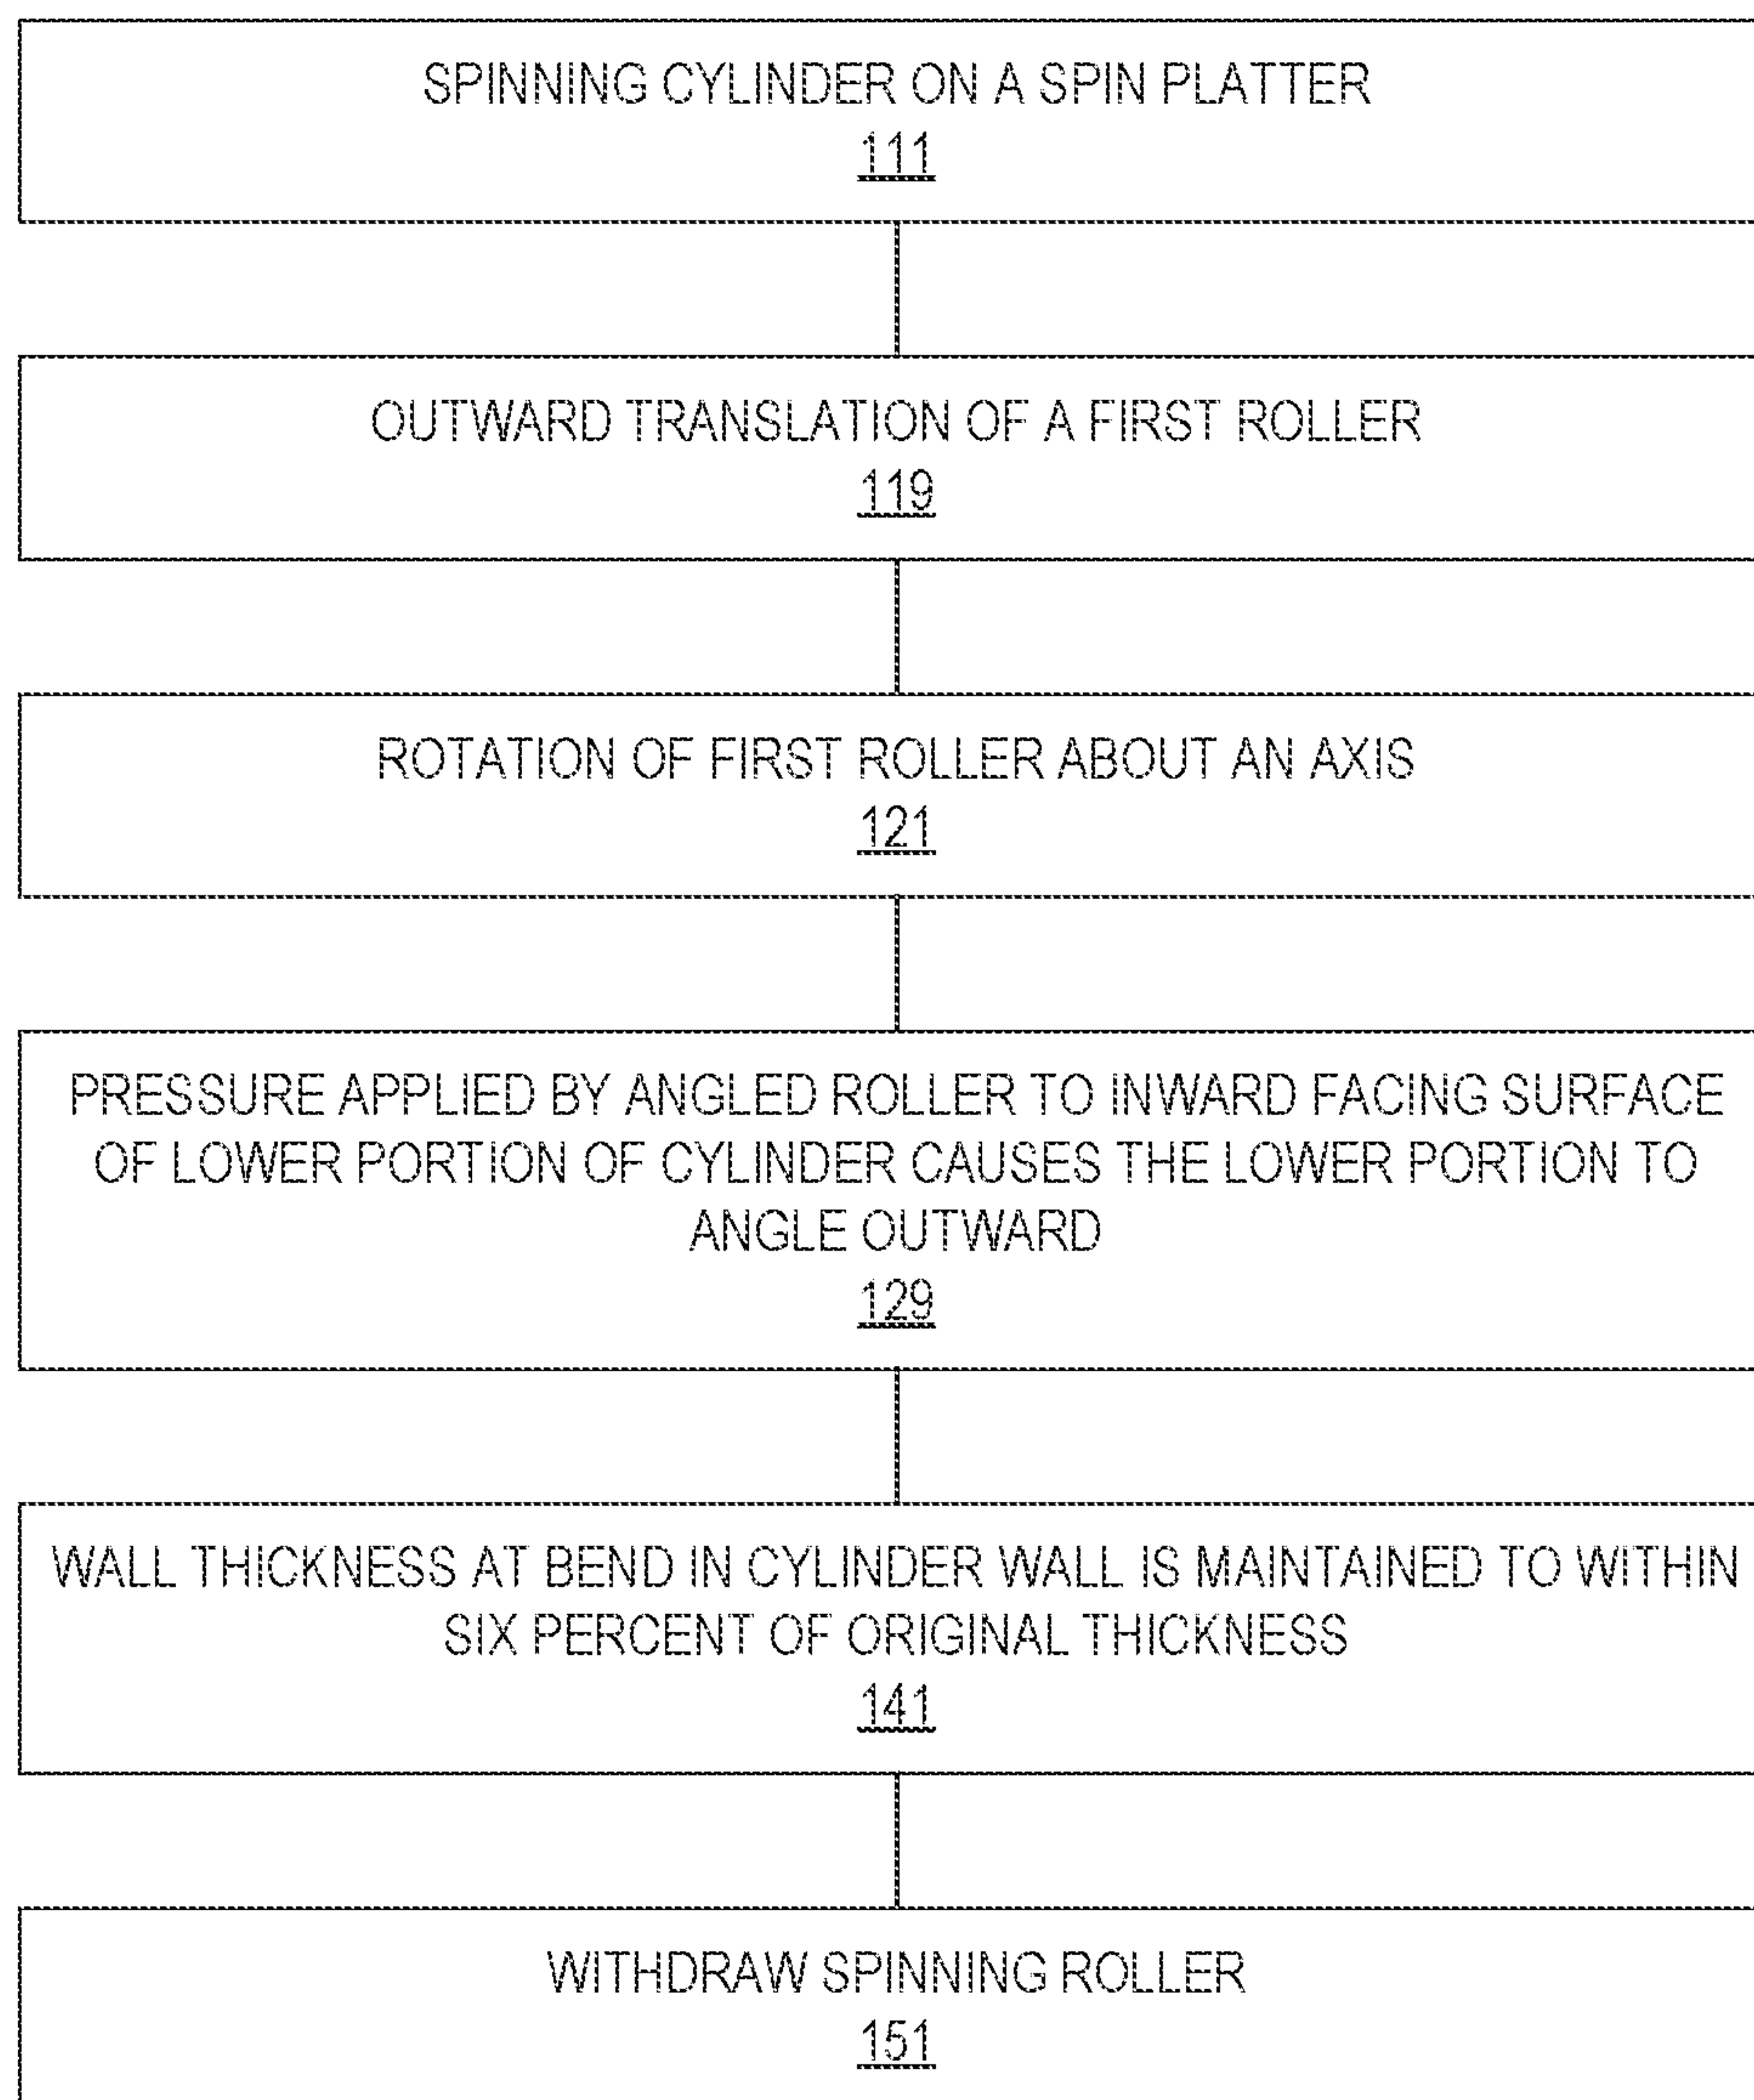 SPINNING CYLINDER ON A SPIN PLATTER
111
OUTWARD TRANSLATION OF A FIRST ROLLER
119
ROTATION OF FIRST ROLLER ABOUT AN AXIS
121
PRESSURE APPLIED BY ANGLED ROLLER TO INWARD FACING SURFACE
OF LOWER PORTION OF CYLINDER CAUSES THE LOWER PORTION TO
ANGLE OUTWARD
129
WALL THICKNESS AT BEND IN CYLINDER WALL IS MAINTAINED TO WITHIN
SIX PERCENT OF ORIGINAL THICKNESS
141
WITHDRAW SPINNING ROLLER
151